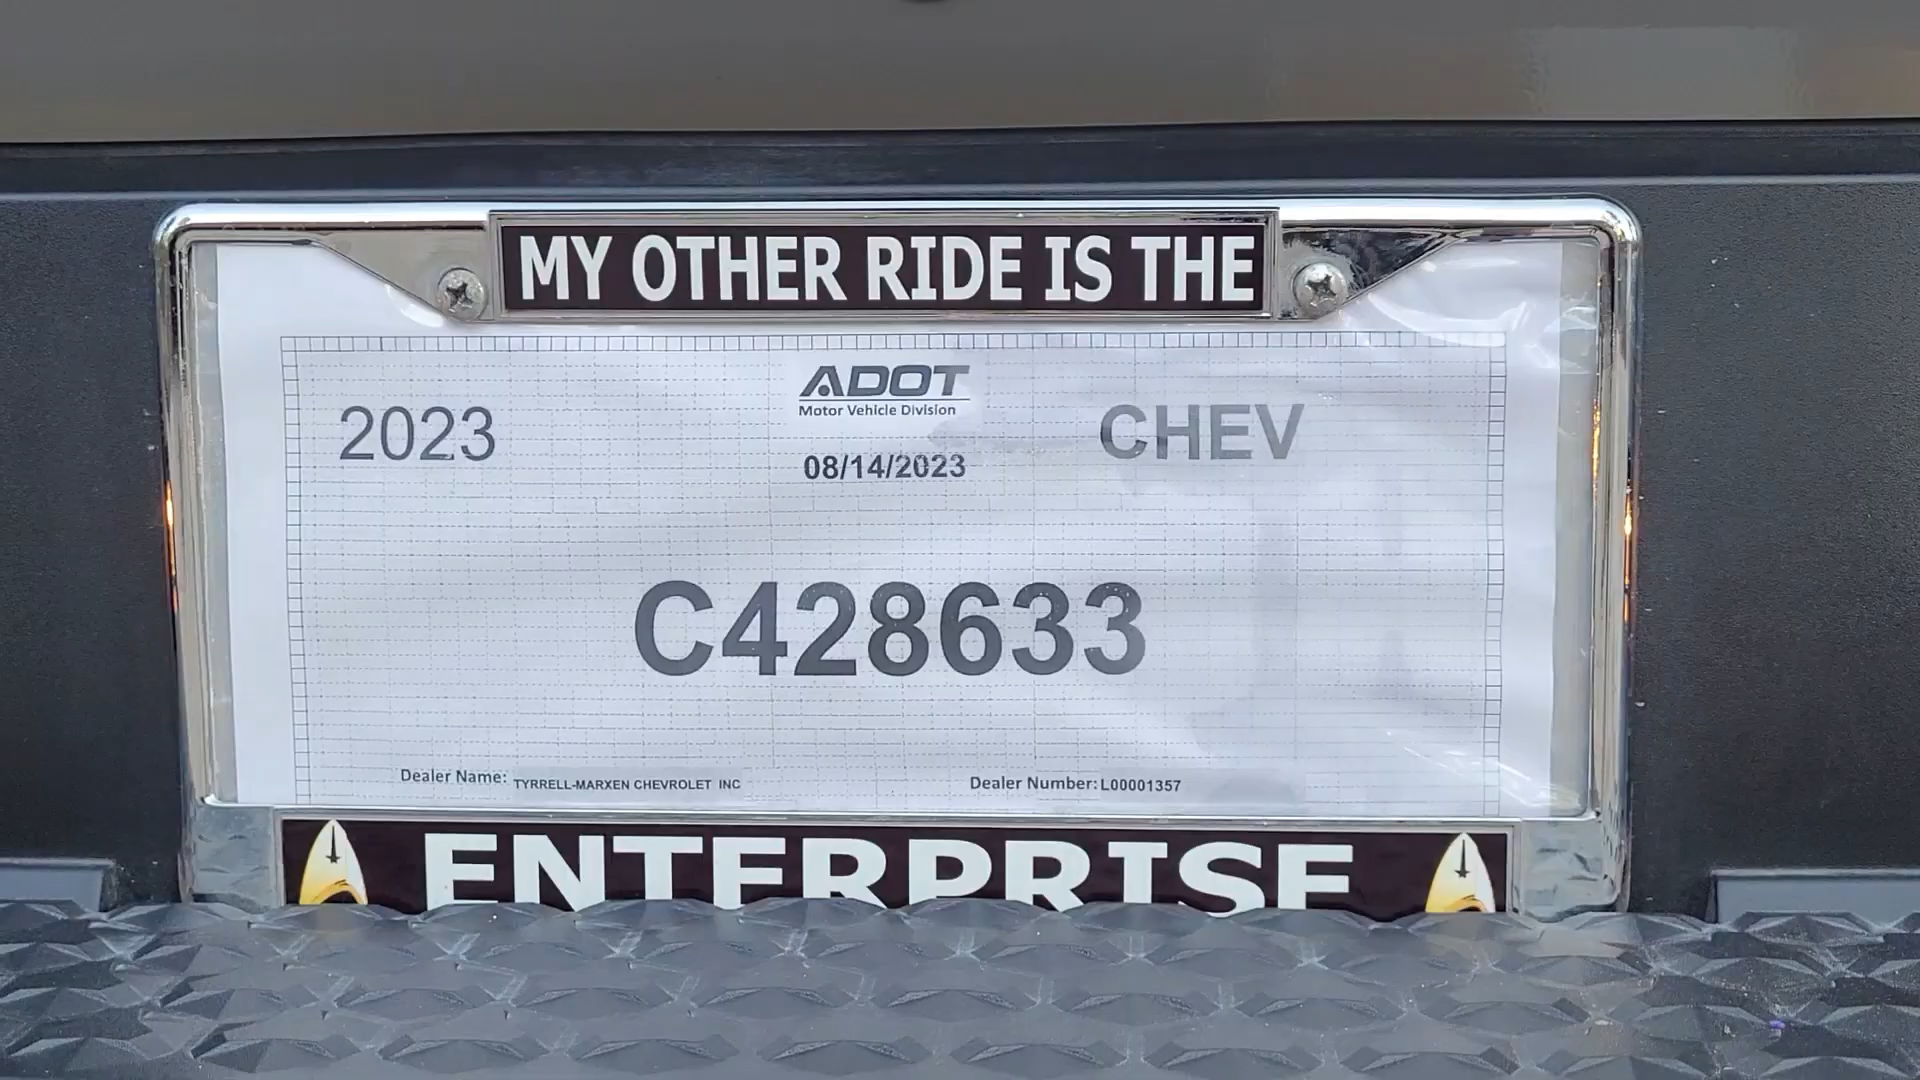 MY OTHER RIDE IS THE
ADOT
Motor Vehicle Division
2023
CHEV
08/14/2023
C428633
Dealer Name: TYRRELL-MARXEN CHEVROLET INC
Dealer Number: L00001357
ENTERPRISE